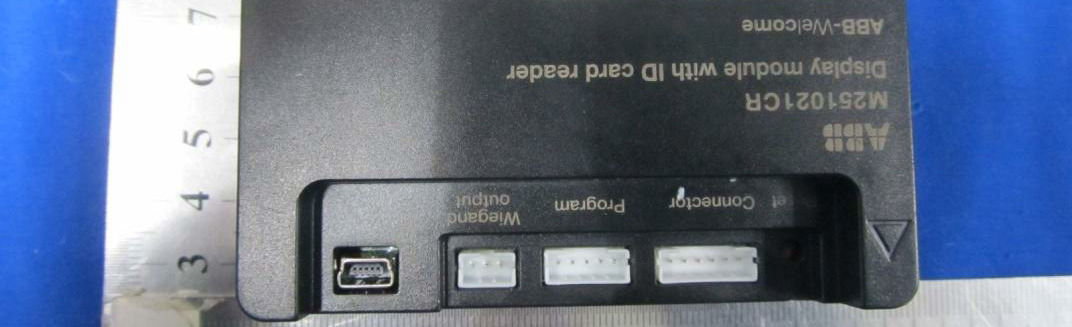 ABB
M251021CR
Display module with ID card reader
ABB-Welcome
Connector
Program
Wiegand
output
7
6
5
4
3